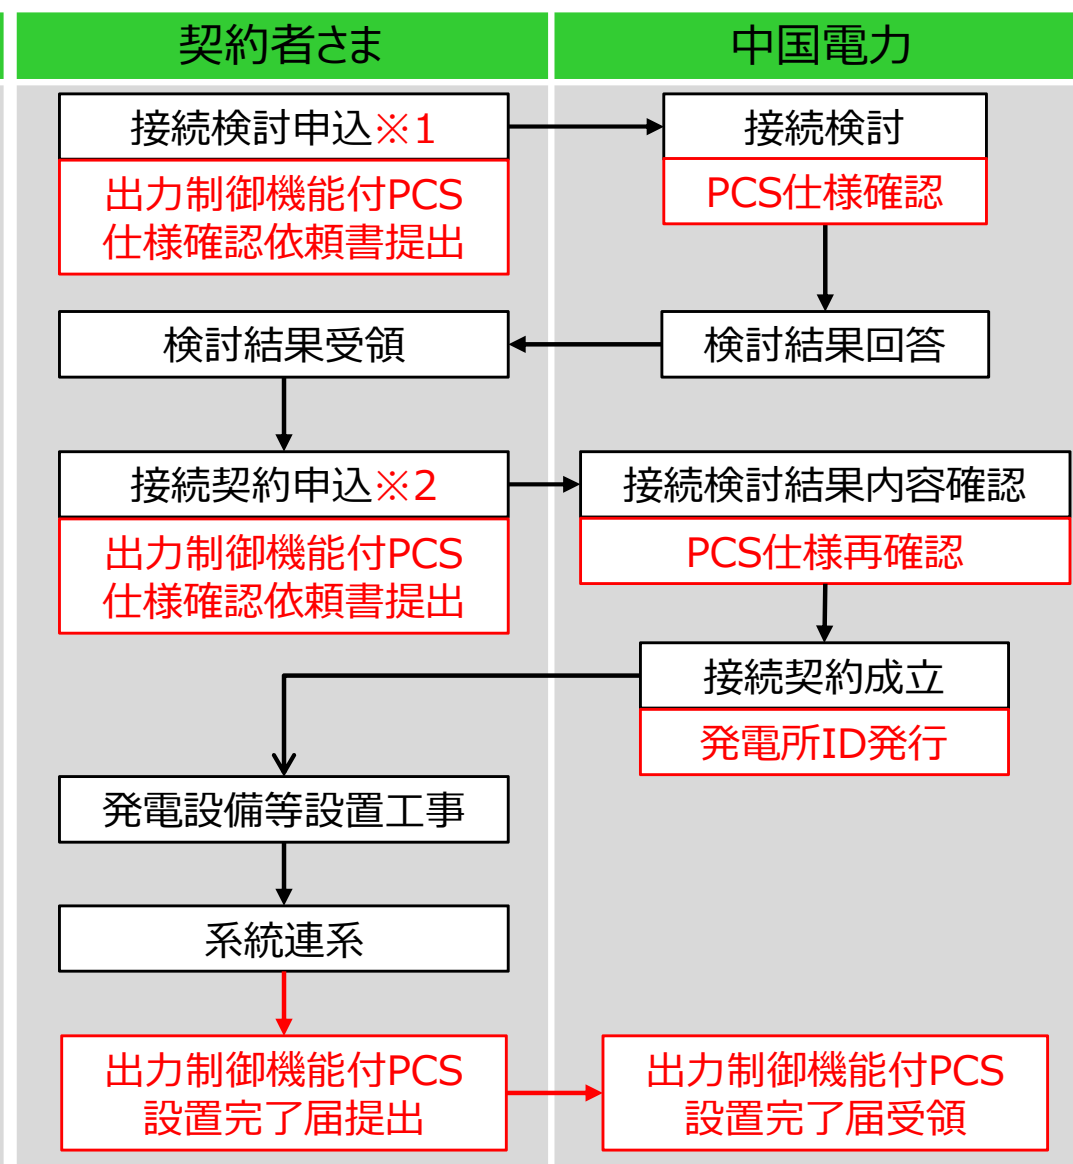 契約者さま
中国電力
接続検討申込※1
出力制御機能付PCS
仕様確認依頼書提出
接続検討
PCS仕様確認
検討結果受領
検討結果回答
接続契約申込※2
出力制御機能付PCS
仕様確認依頼書提出
接続検討結果内容確認
PCS仕様再確認
接続契約成立
発電所ID発行
発電設備等設置工事
系統連系
出力制御機能付PCS
設置完了届提出
出力制御機能付PCS
設置完了届受領